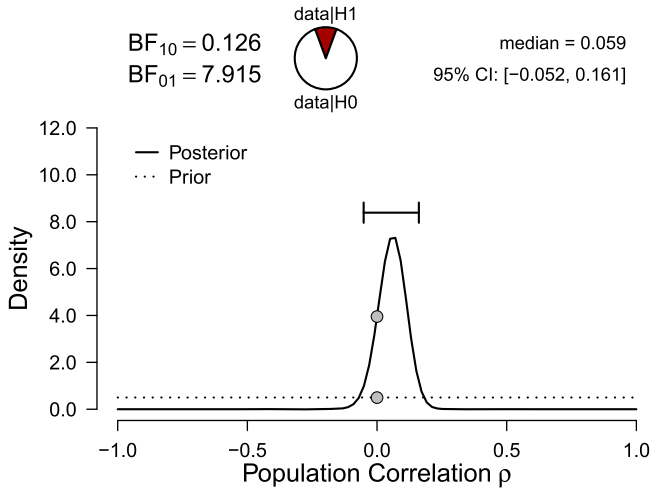 data|H1
BF₁₀ = 0.126
BF₀₁ = 7.915
data|H0
median = 0.059
95% CI: [−0.052, 0.161]
Posterior
Prior
Density
12.0
10.0
8.0
6.0
4.0
2.0
0.0
−1.0 −0.5 0.0 0.5 1.0
Population Correlation ρ